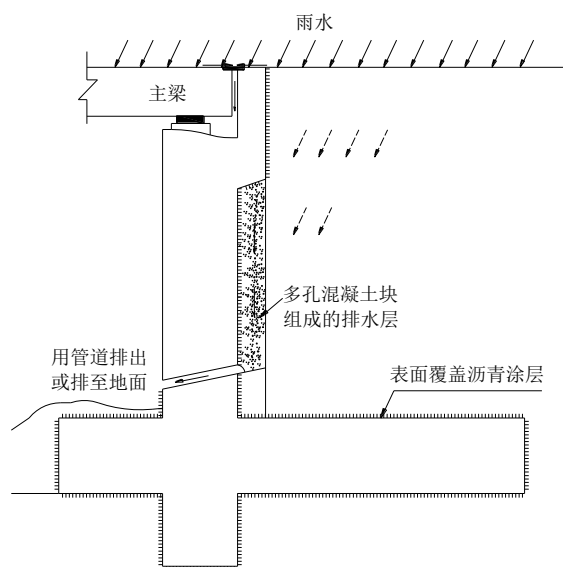 雨水
主梁
多孔混凝土块
组成的排水层
用管道排出
或排至地面
表面覆盖沥青涂层